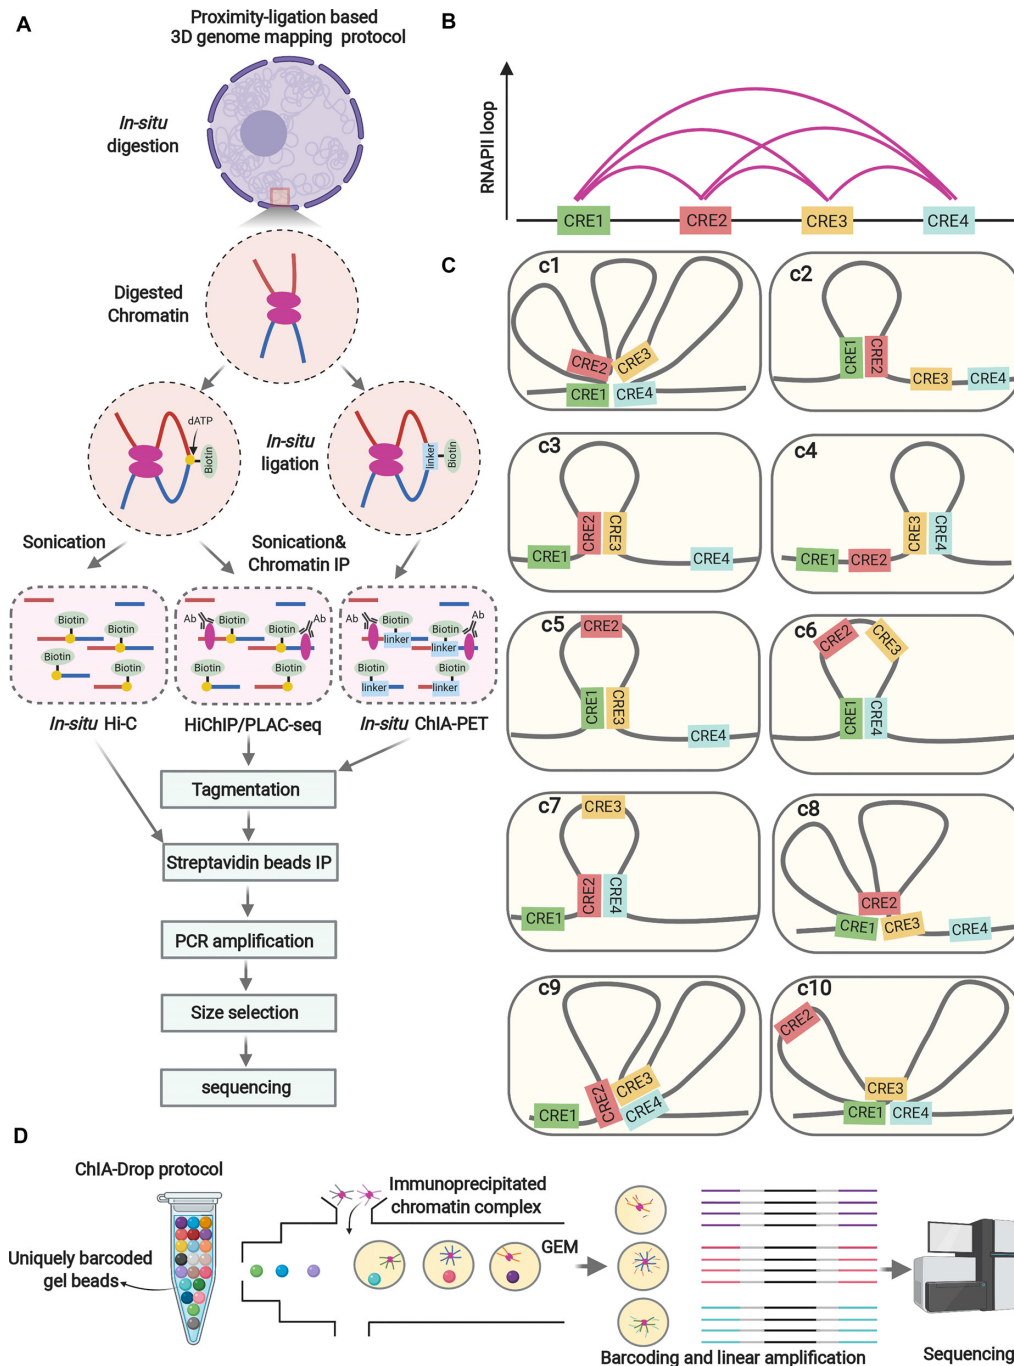 A
Proximity-ligation based
3D genome mapping protocol
In-situ
digestion
Digested
Chromatin
dATP
Biotin
In-situ
ligation
linker
Biotin
Sonication
Sonication&
Chromatin IP
Biotin
Biotin
Biotin
Biotin
Ab
Biotin
Ab
Biotin
Biotin
Biotin
Ab
Biotin
Ab
linker
Biotin
linker
Biotin
Biotin
linker
linker
In-situ Hi-C
HiChIP/PLAC-seq
In-situ ChIA-PET
Tagmentation
Streptavidin beads IP
PCR amplification
Size selection
sequencing
B
RNAPII loop
CRE1
CRE2
CRE3
CRE4
C
c1
CRE2
CRE3
CRE1
CRE4
c2
CRE1
CRE2
CRE3
CRE4
c3
CRE1
CRE2
CRE3
CRE4
c4
CRE1
CRE2
CRE3
CRE4
c5
CRE2
CRE1
CRE3
CRE4
c6
CRE2
CRE3
CRE1
CRE4
c7
CRE3
CRE1
CRE2
CRE4
c8
CRE2
CRE1
CRE3
CRE4
c9
CRE1
CRE2
CRE3
CRE4
c10
CRE2
CRE3
CRE1
CRE4
D
ChIA-Drop protocol
Uniquely barcoded
gel beads
Immunoprecipitated
chromatin complex
GEM
Barcoding and linear amplification
Sequencing